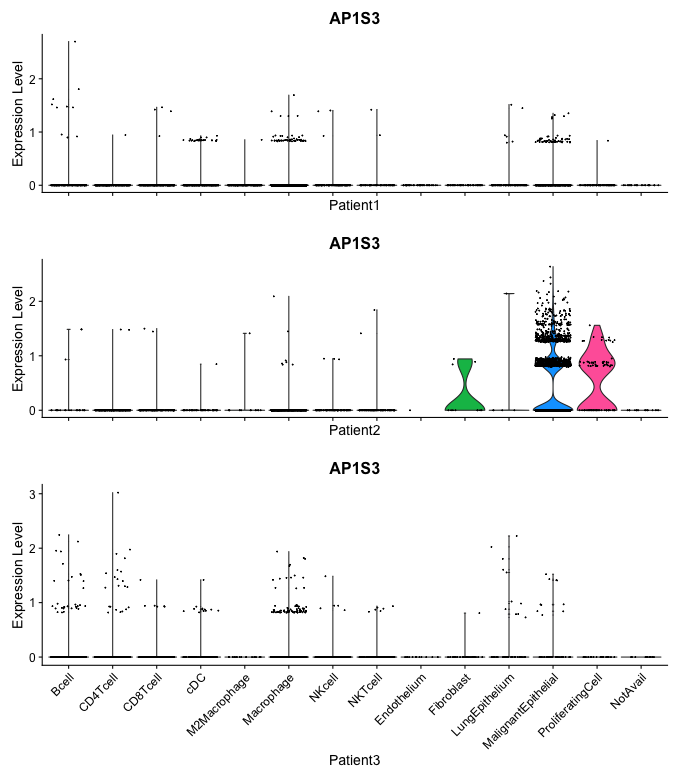 AP1S3
Expression Level
2
1
0
Patient1
AP1S3
Expression Level
2
1
0
Patient2
AP1S3
Expression Level
3
2
1
0
Bcell
CD4Tcell
CD8Tcell
cDC
M2Macrophage
Macrophage
NKcell
NKTcell
Endothelium
Fibroblast
LungEpithelium
MalignantEpithelial
ProliferatingCell
NotAvail
Patient3